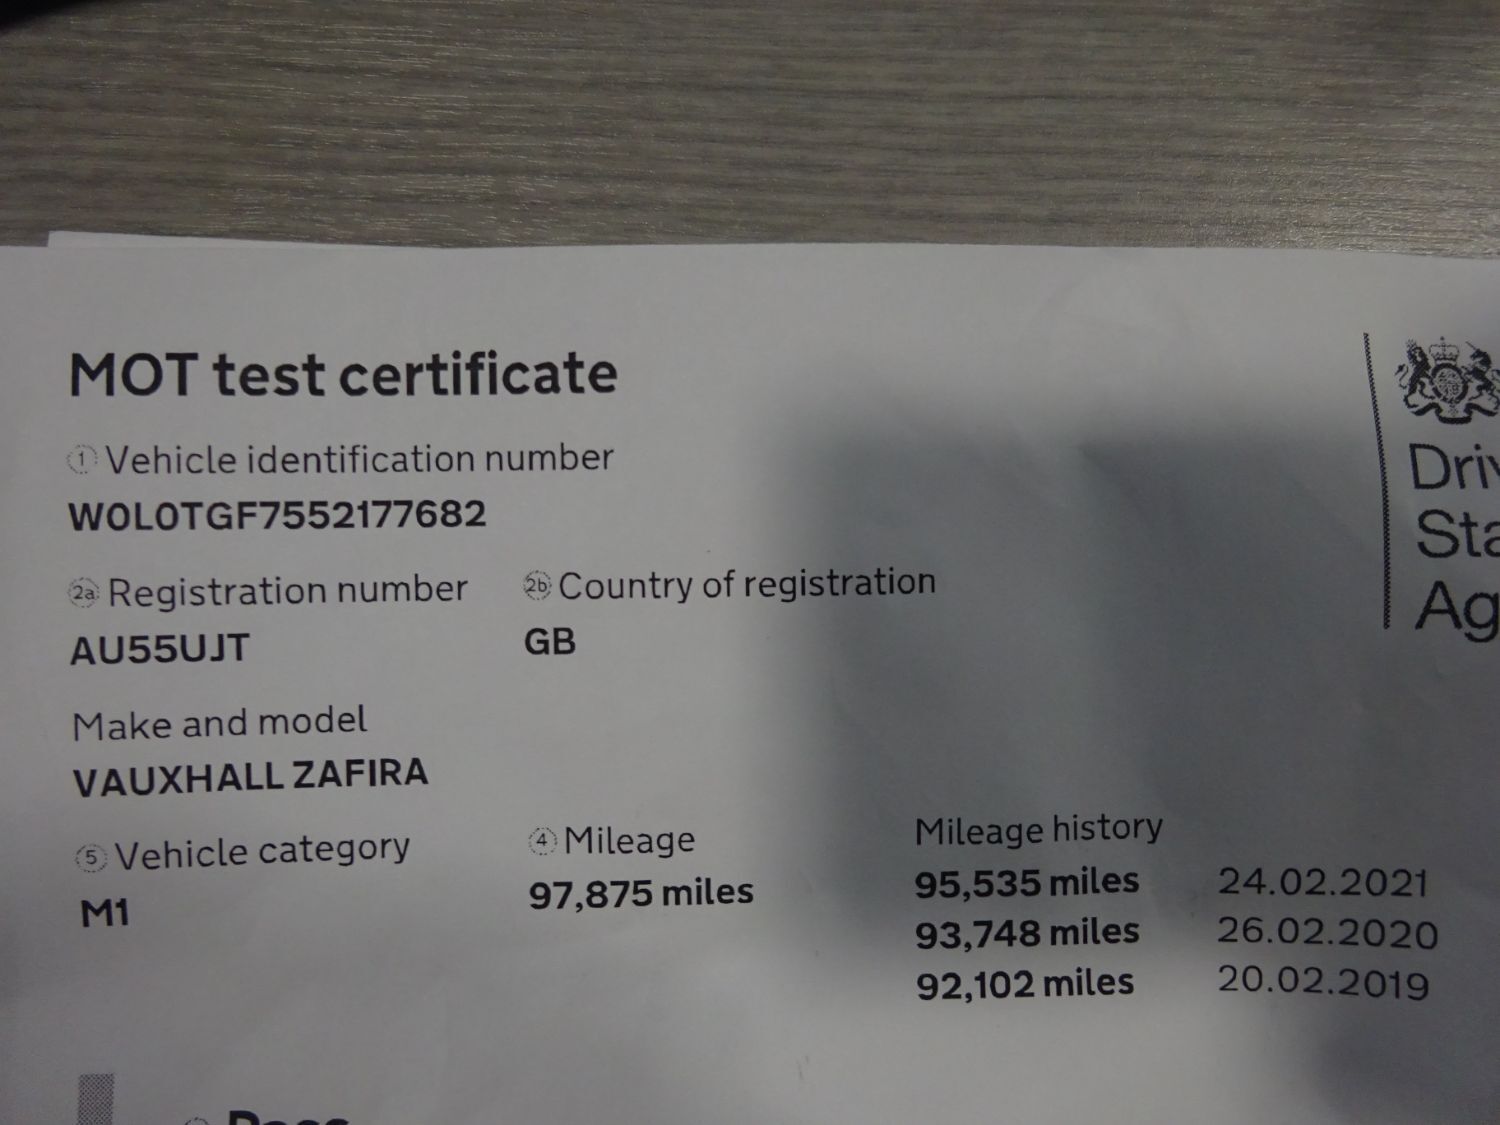 MOT test certificate
1 Vehicle identification number
W0L0TGF7552177682
2a Registration number 2b Country of registration
AU55UJT GB
Make and model
VAUXHALL ZAFIRA
5 Vehicle category 4 Mileage Mileage history
M1 97,875 miles 95,535 miles 24.02.2021
93,748 miles 26.02.2020
92,102 miles 20.02.2019
Pass